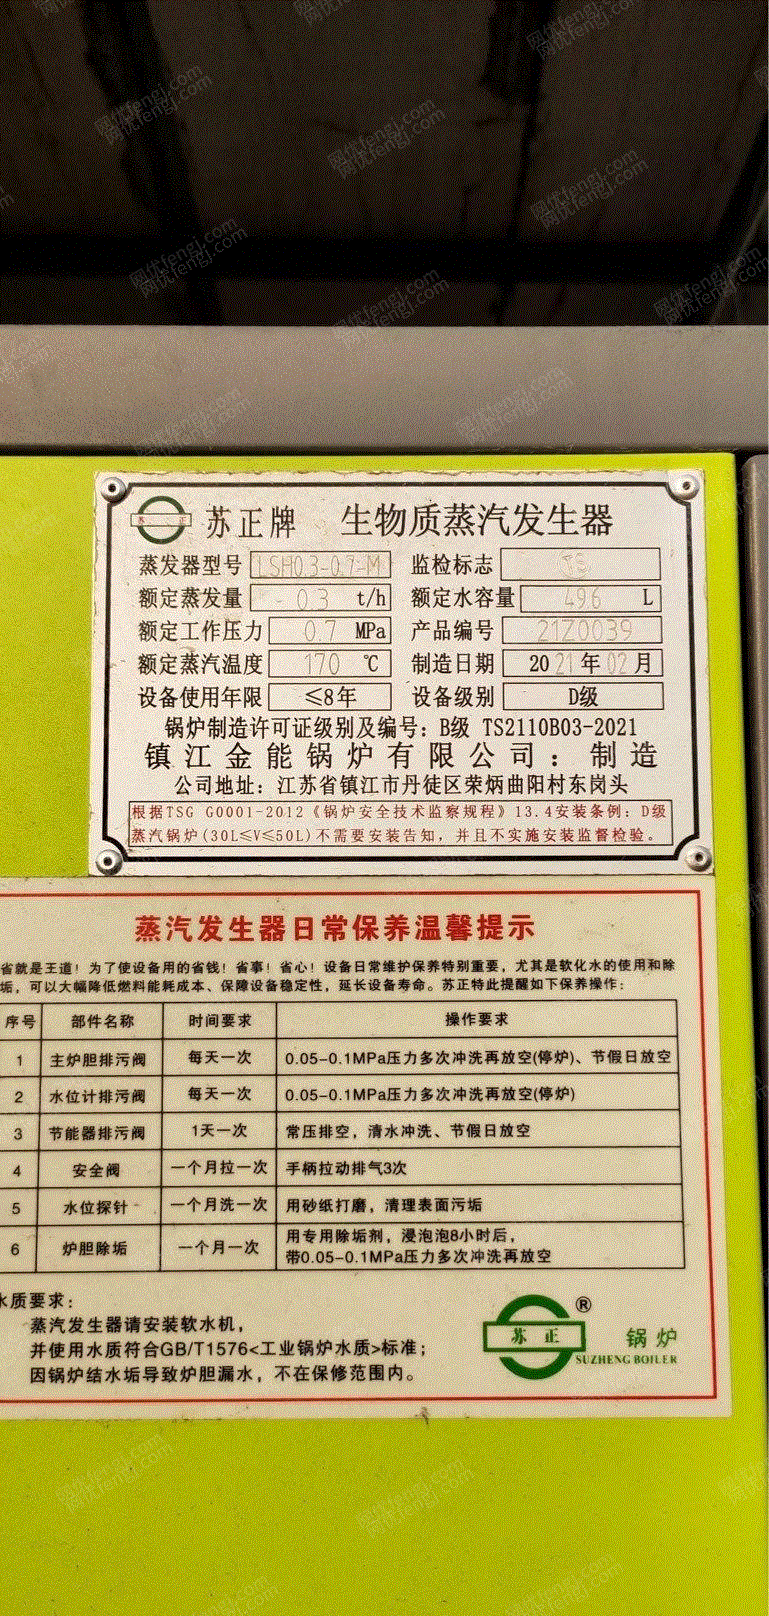 苏正
苏正牌 生物质蒸汽发生器
蒸发器型号 LSH0.3-0.7-M 监检标志 TS
额定蒸发量 0.3 t/h 额定水容量 49.6 L
额定工作压力 0.7 MPa 产品编号 21Z0039
额定蒸汽温度 170 ℃ 制造日期 2021年02月
设备使用年限 ≤8年 设备级别 D级
锅炉制造许可证级别及编号: B级 TS2110B03-2021
镇江金能锅炉有限公司: 制造
公司地址: 江苏省镇江市丹徒区荣炳曲阳村东岗头
根据TSG G0001-2012《锅炉安全技术监察规程》13.4安装条例: D级
蒸汽锅炉(30L≤V≤50L)不需要安装告知, 并且不实施安装监督检验。
蒸汽发生器日常保养温馨提示
省就是王道! 为了使设备用的省钱! 省事! 省心! 设备日常维护保养特别重要, 尤其是软化水的使用和除
垢, 可以大幅降低燃料能耗成本、保障设备稳定性, 延长设备寿命。苏正特此提醒如下保养操作:
序号 部件名称 时间要求 操作要求
1 主炉胆排污阀 每天一次 0.05-0.1MPa压力多次冲洗再放空(停炉)、节假日放空
2 水位计排污阀 每天一次 0.05-0.1MPa压力多次冲洗再放空(停炉)
3 节能器排污阀 1天一次 常压排空, 清水冲洗、节假日放空
4 安全阀 一个月拉一次 手柄拉动排气3次
5 水位探针 一个月洗一次 用砂纸打磨, 清理表面污垢
6 炉胆除垢 一个月一次 用专用除垢剂, 浸泡泡8小时后,
带0.05-0.1MPa压力多次冲洗再放空
水质要求:
蒸汽发生器请安装软水机,
并使用水质符合GB/T1576<工业锅炉水质>标准;
因锅炉结水垢导致炉胆漏水, 不在保修范围内。
苏正 ® 锅炉
SUZHENG BOILER
网优fengj.com